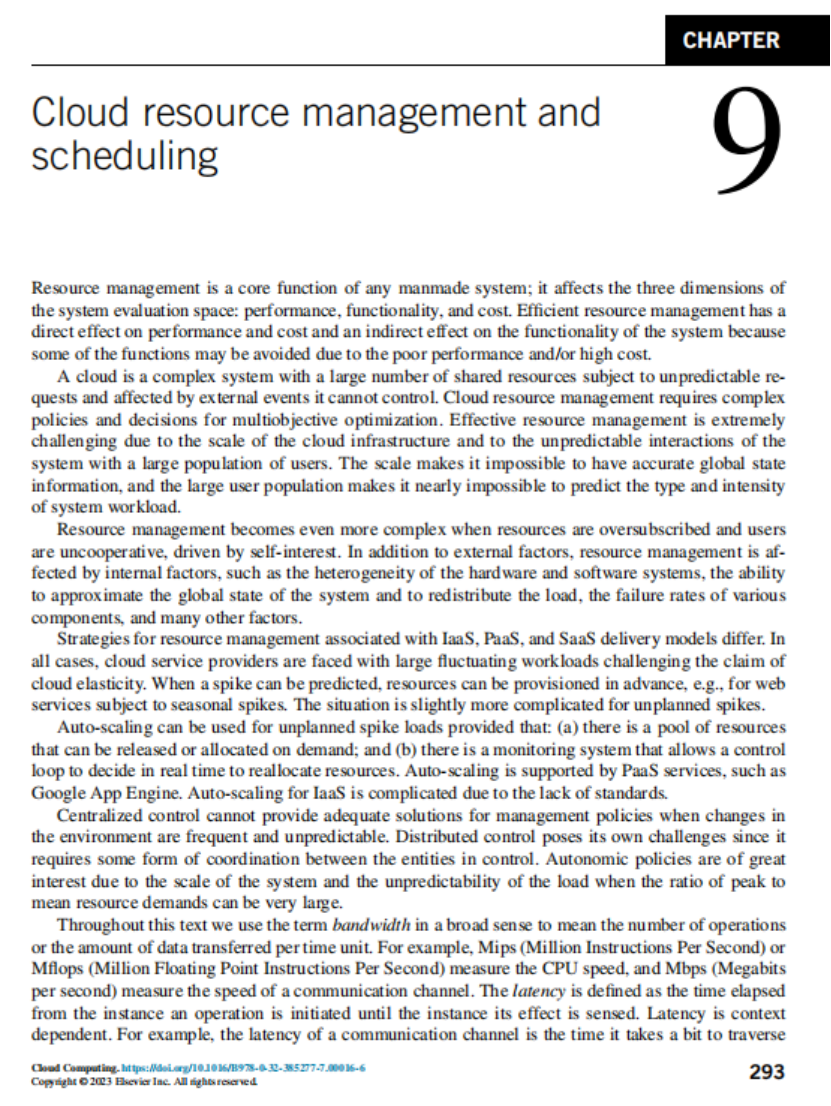 CHAPTER
Cloud resource management and
scheduling
9
Resource management is a core function of any manmade system; it affects the three dimensions of
the system evaluation space: performance, functionality, and cost. Efficient resource management has a
direct effect on performance and cost and an indirect effect on the functionality of the system because
some of the functions may be avoided due to the poor performance and/or high cost.
A cloud is a complex system with a large number of shared resources subject to unpredictable re-
quests and affected by external events it cannot control. Cloud resource management requires complex
policies and decisions for multiobjective optimization. Effective resource management is extremely
challenging due to the scale of the cloud infrastructure and to the unpredictable interactions of the
system with a large population of users. The scale makes it impossible to have accurate global state
information, and the large user population makes it nearly impossible to predict the type and intensity
of system workload.
Resource management becomes even more complex when resources are oversubscribed and users
are uncooperative, driven by self-interest. In addition to external factors, resource management is af-
fected by internal factors, such as the heterogeneity of the hardware and software systems, the ability
to approximate the global state of the system and to redistribute the load, the failure rates of various
components, and many other factors.
Strategies for resource management associated with IaaS, PaaS, and SaaS delivery models differ. In
all cases, cloud service providers are faced with large fluctuating workloads challenging the claim of
cloud elasticity. When a spike can be predicted, resources can be provisioned in advance, e.g., for web
services subject to seasonal spikes. The situation is slightly more complicated for unplanned spikes.
Auto-scaling can be used for unplanned spike loads provided that: (a) there is a pool of resources
that can be released or allocated on demand; and (b) there is a monitoring system that allows a control
loop to decide in real time to reallocate resources. Auto-scaling is supported by PaaS services, such as
Google App Engine. Auto-scaling for IaaS is complicated due to the lack of standards.
Centralized control cannot provide adequate solutions for management policies when changes in
the environment are frequent and unpredictable. Distributed control poses its own challenges since it
requires some form of coordination between the entities in control. Autonomic policies are of great
interest due to the scale of the system and the unpredictability of the load when the ratio of peak to
mean resource demands can be very large.
Throughout this text we use the term bandwidth in a broad sense to mean the number of operations
or the amount of data transferred per time unit. For example, Mips (Million Instructions Per Second) or
Mflops (Million Floating Point Instructions Per Second) measure the CPU speed, and Mbps (Megabits
per second) measure the speed of a communication channel. The latency is defined as the time elapsed
from the instance an operation is initiated until the instance its effect is sensed. Latency is context
dependent. For example, the latency of a communication channel is the time it takes a bit to traverse
Cloud Computing. https://doi.org/10.1016/B978-0-32-385277-7.00016-6
Copyright © 2023 Elsevier Inc. All rights reserved.
293